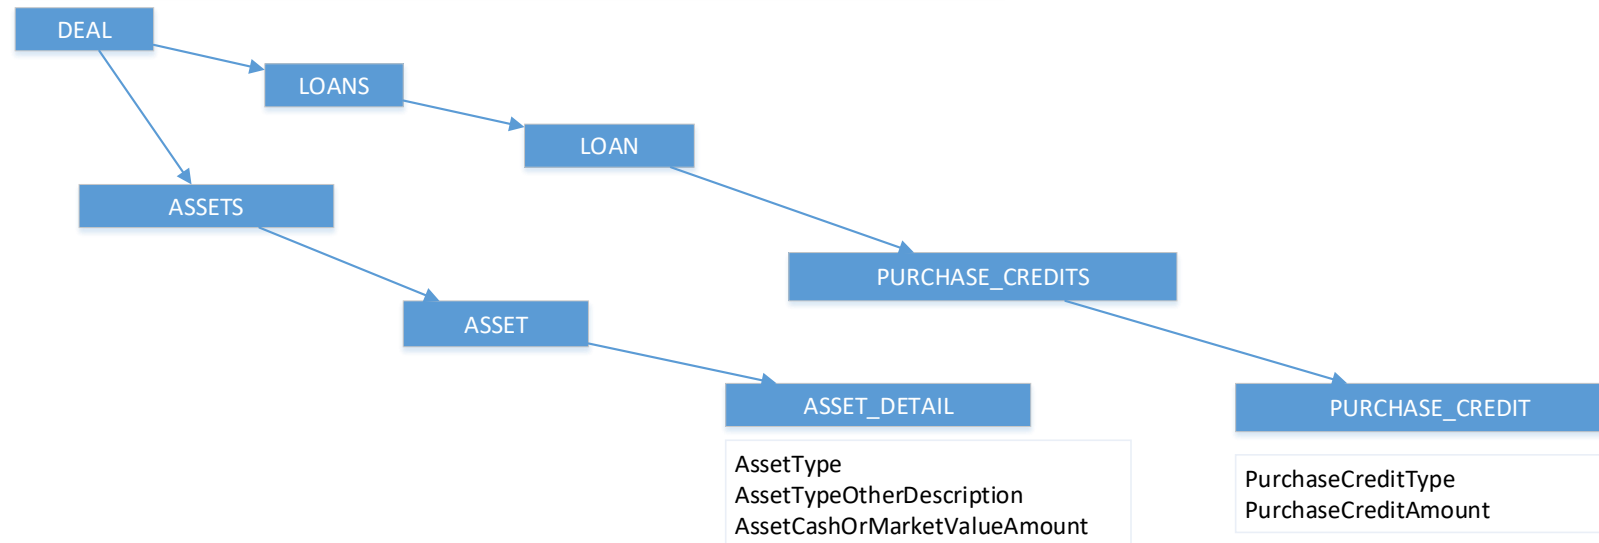 DEAL
LOANS
LOAN
ASSETS
PURCHASE_CREDITS
ASSET
ASSET_DETAIL
PURCHASE_CREDIT
AssetType
AssetTypeOtherDescription
AssetCashOrMarketValueAmount
PurchaseCreditType
PurchaseCreditAmount